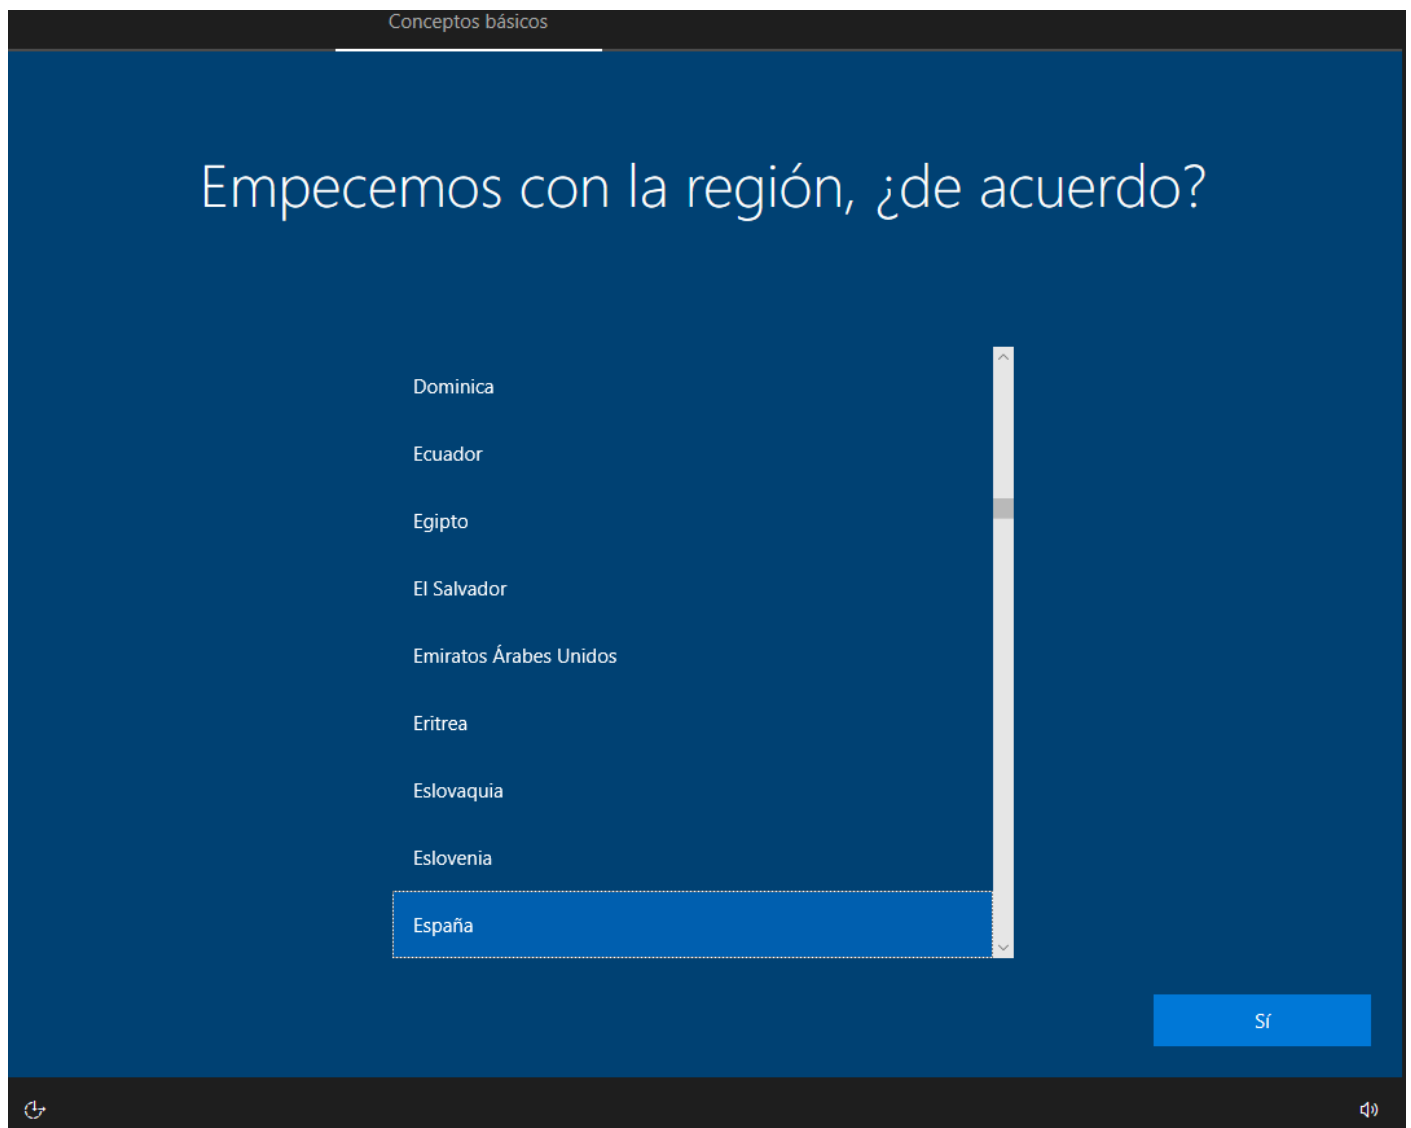 Conceptos básicos
Empecemos con la región, ¿de acuerdo?
Dominica
Ecuador
Egipto
El Salvador
Emiratos Árabes Unidos
Eritrea
Eslovaquia
Eslovenia
España
Sí